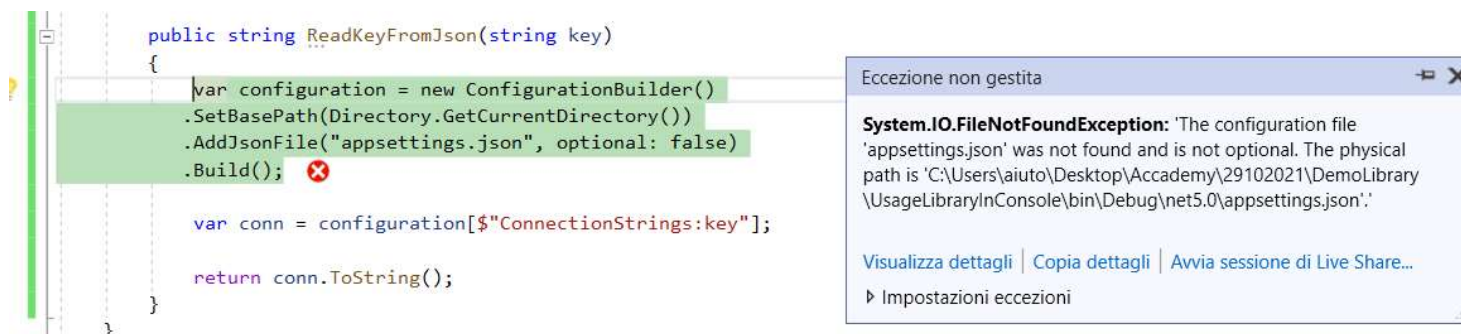 public string ReadKeyFromJson(string key)
{
var configuration = new ConfigurationBuilder()
.SetBasePath(Directory.GetCurrentDirectory())
.AddJsonFile("appsettings.json", optional: false)
.Build();
var conn = configuration[$"ConnectionStrings:key"];
return conn.ToString();
}
}
Eccezione non gestita
System.IO.FileNotFoundException: 'The configuration file
'appsettings.json' was not found and is not optional. The physical
path is 'C:\Users\aiuto\Desktop\Accademy\29102021\DemoLibrary
\UsageLibraryInConsole\bin\Debug\net5.0\appsettings.json'.'
Visualizza dettagli | Copia dettagli | Avvia sessione di Live Share...
Impostazioni eccezioni